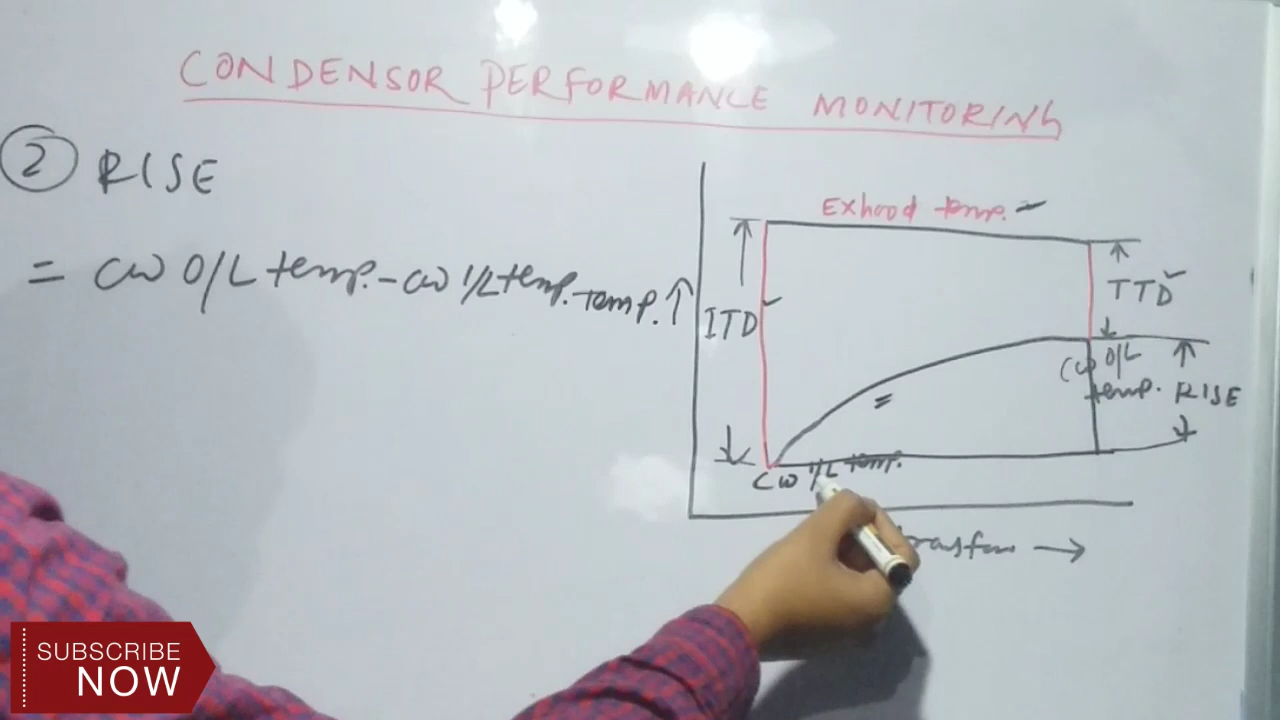 CONDENSOR PERFORMANCE MONITORING
② RISE
= CW O/L temp. - CW I/L temp.
Temp. ↑
Exhood temp.
ITD
TTD
CW O/L
temp.
RISE
CW I/L temp.
→
SUBSCRIBE
NOW